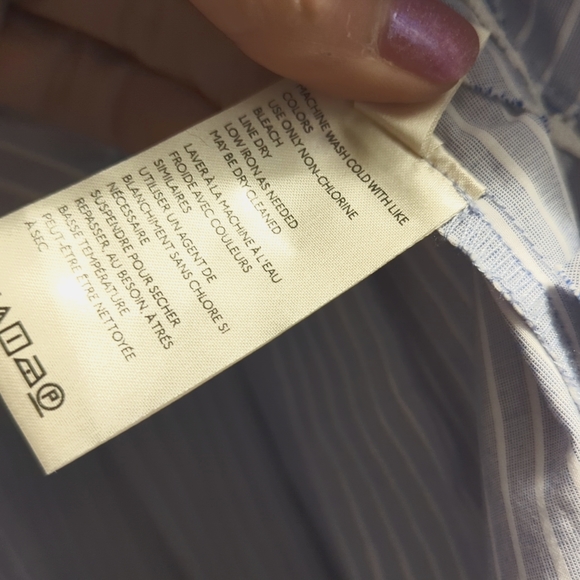 MACHINE WASH COLD WITH LIKE
COLORS
USE ONLY NON-CHLORINE
BLEACH
LINE DRY
LOW IRON AS NEEDED
MAY BE DRY CLEANED
LAVER À LA MACHINE À L'EAU
FROIDE AVEC COULEURS
SIMILAIRES
UTILISER UN AGENT DE
BLANCHIMENT SANS CHLORE SI
NÉCESSAIRE
SUSPENDRE POUR SÉCHER
REPASSER AU BESOIN, À TRÈS
BASSE TEMPÉRATURE
PEUT-ÊTRE ÊTRE NETTOYÉE
À SEC
P